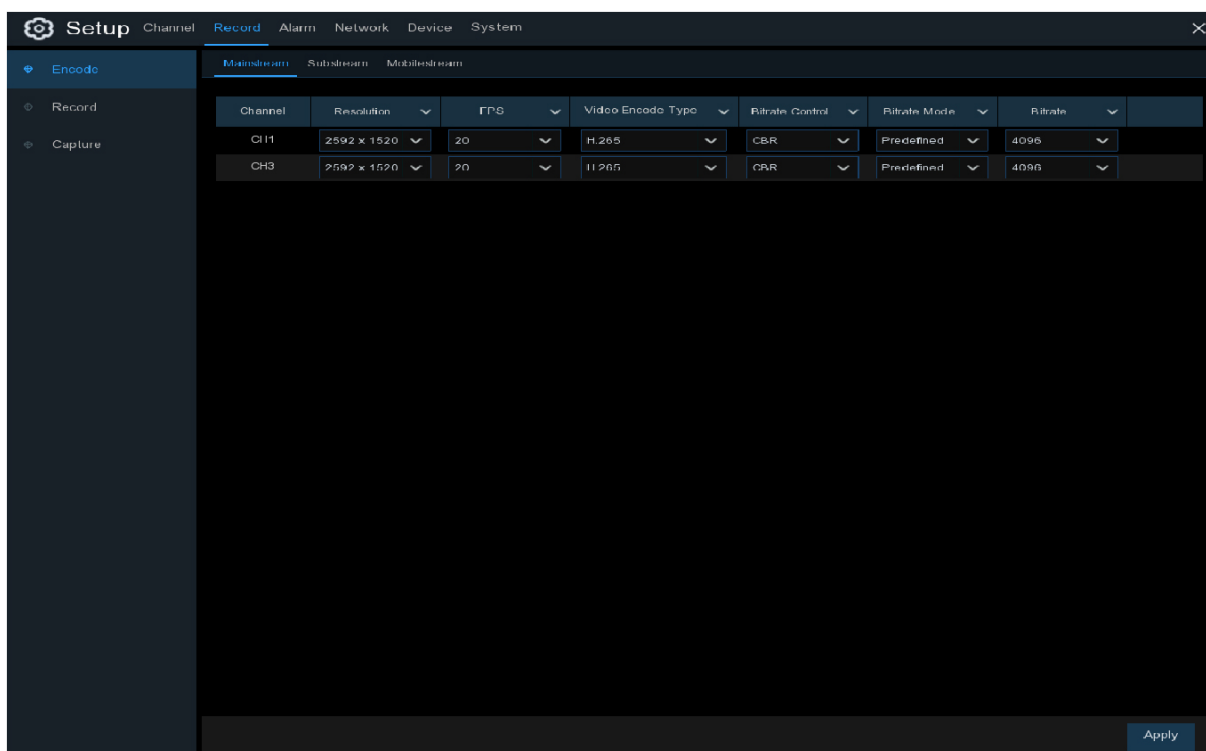 Setup Channel Record Alarm Network Device System
Encode
Mainstream Substream Mobilestream
Record
Channel Resolution FPS Video Encode Type Bitrate Control Bitrate Mode Bitrate
CH1 2592 x 1520 20 H.265 CBR Predefined 4096
Capture
CH3 2592 x 1520 20 H.265 CBR Predefined 4096
Apply